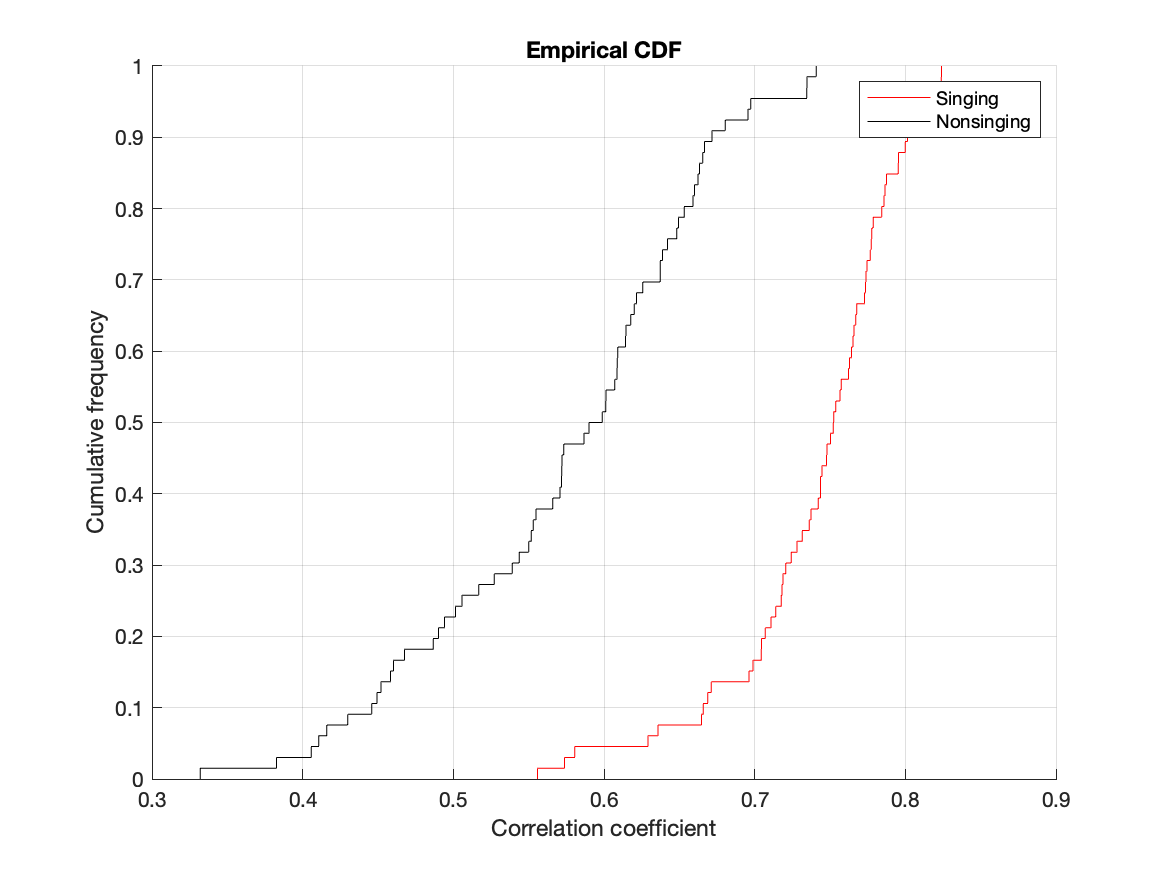 Empirical CDF
Singing
Nonsinging
1
0.9
0.8
0.7
0.6
0.5
0.4
0.3
0.2
0.1
0
Cumulative frequency
0.3 0.4 0.5 0.6 0.7 0.8 0.9
Correlation coefficient